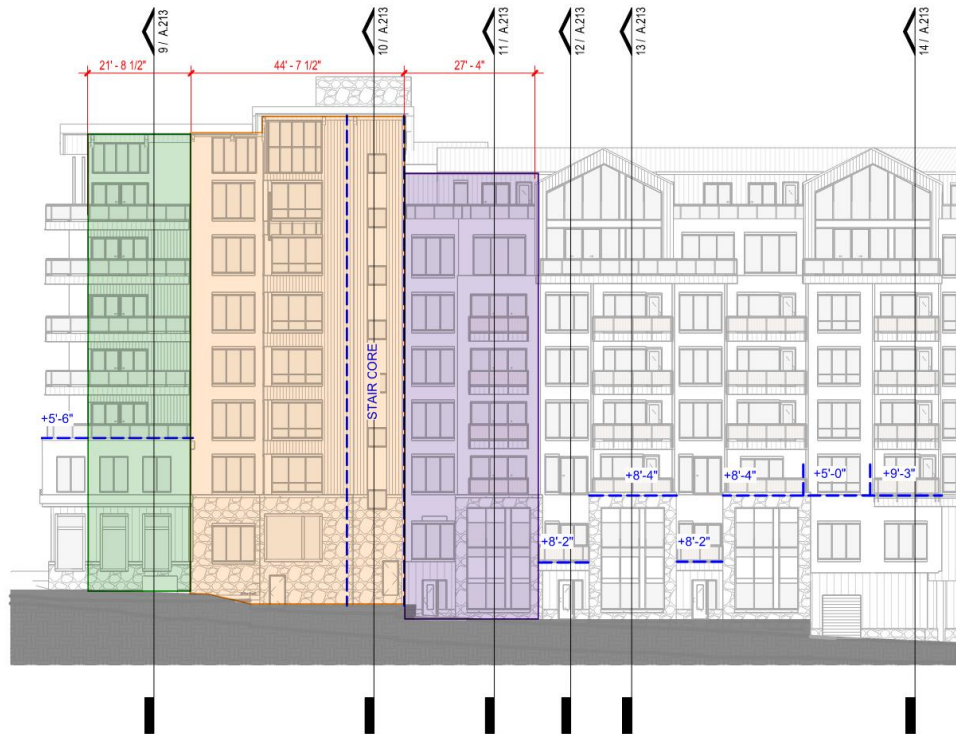 9 / A.213
10 / A.213
11 / A.213
12 / A.213
13 / A.213
14 / A.213
21' - 8 1/2"
44' - 7 1/2"
27' - 4"
STAIR CORE
+5'-6"
+8'-4"
+8'-4"
+5'-0"
+9'-3"
+8'-2"
+8'-2"